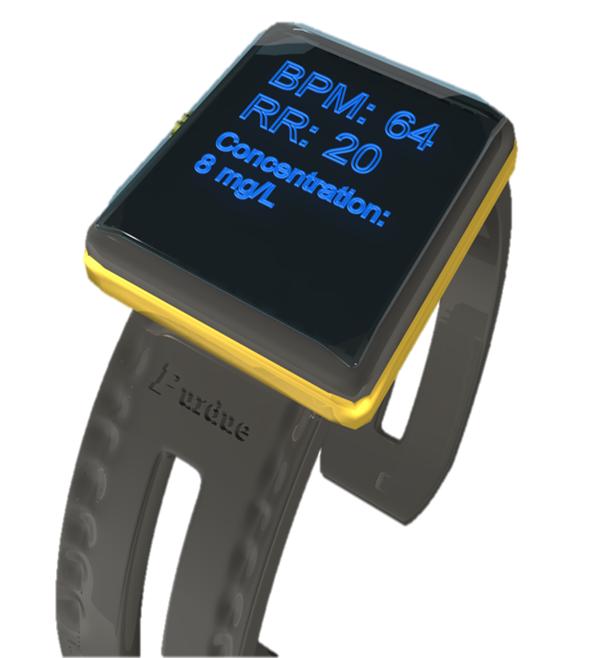 BPM: 64
RR: 20
Concentration:
8 mg/L
Purdue